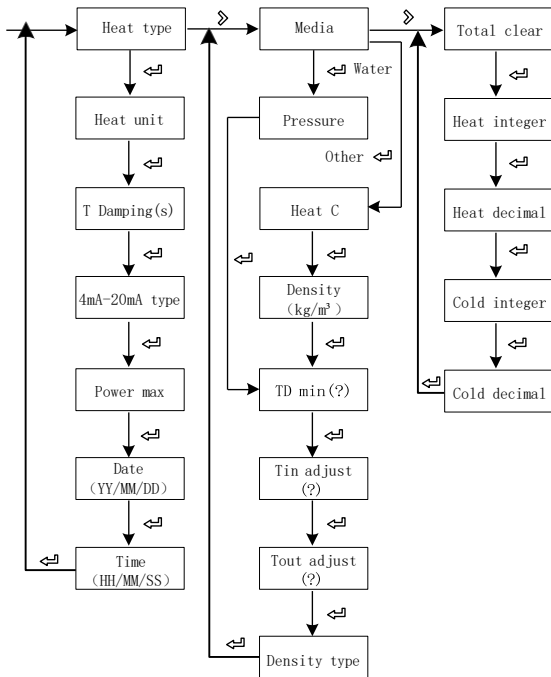 Heat type
Heat unit
T Damping(s)
4mA-20mA type
Power max
Date
(YY/MM/DD)
Time
(HH/MM/SS)
Media
Water
Pressure
Other
Heat C
Density
(kg/m³)
TD min(?)
Tin adjust
(?)
Tout adjust
(?)
Density type
Total clear
Heat integer
Heat decimal
Cold integer
Cold decimal